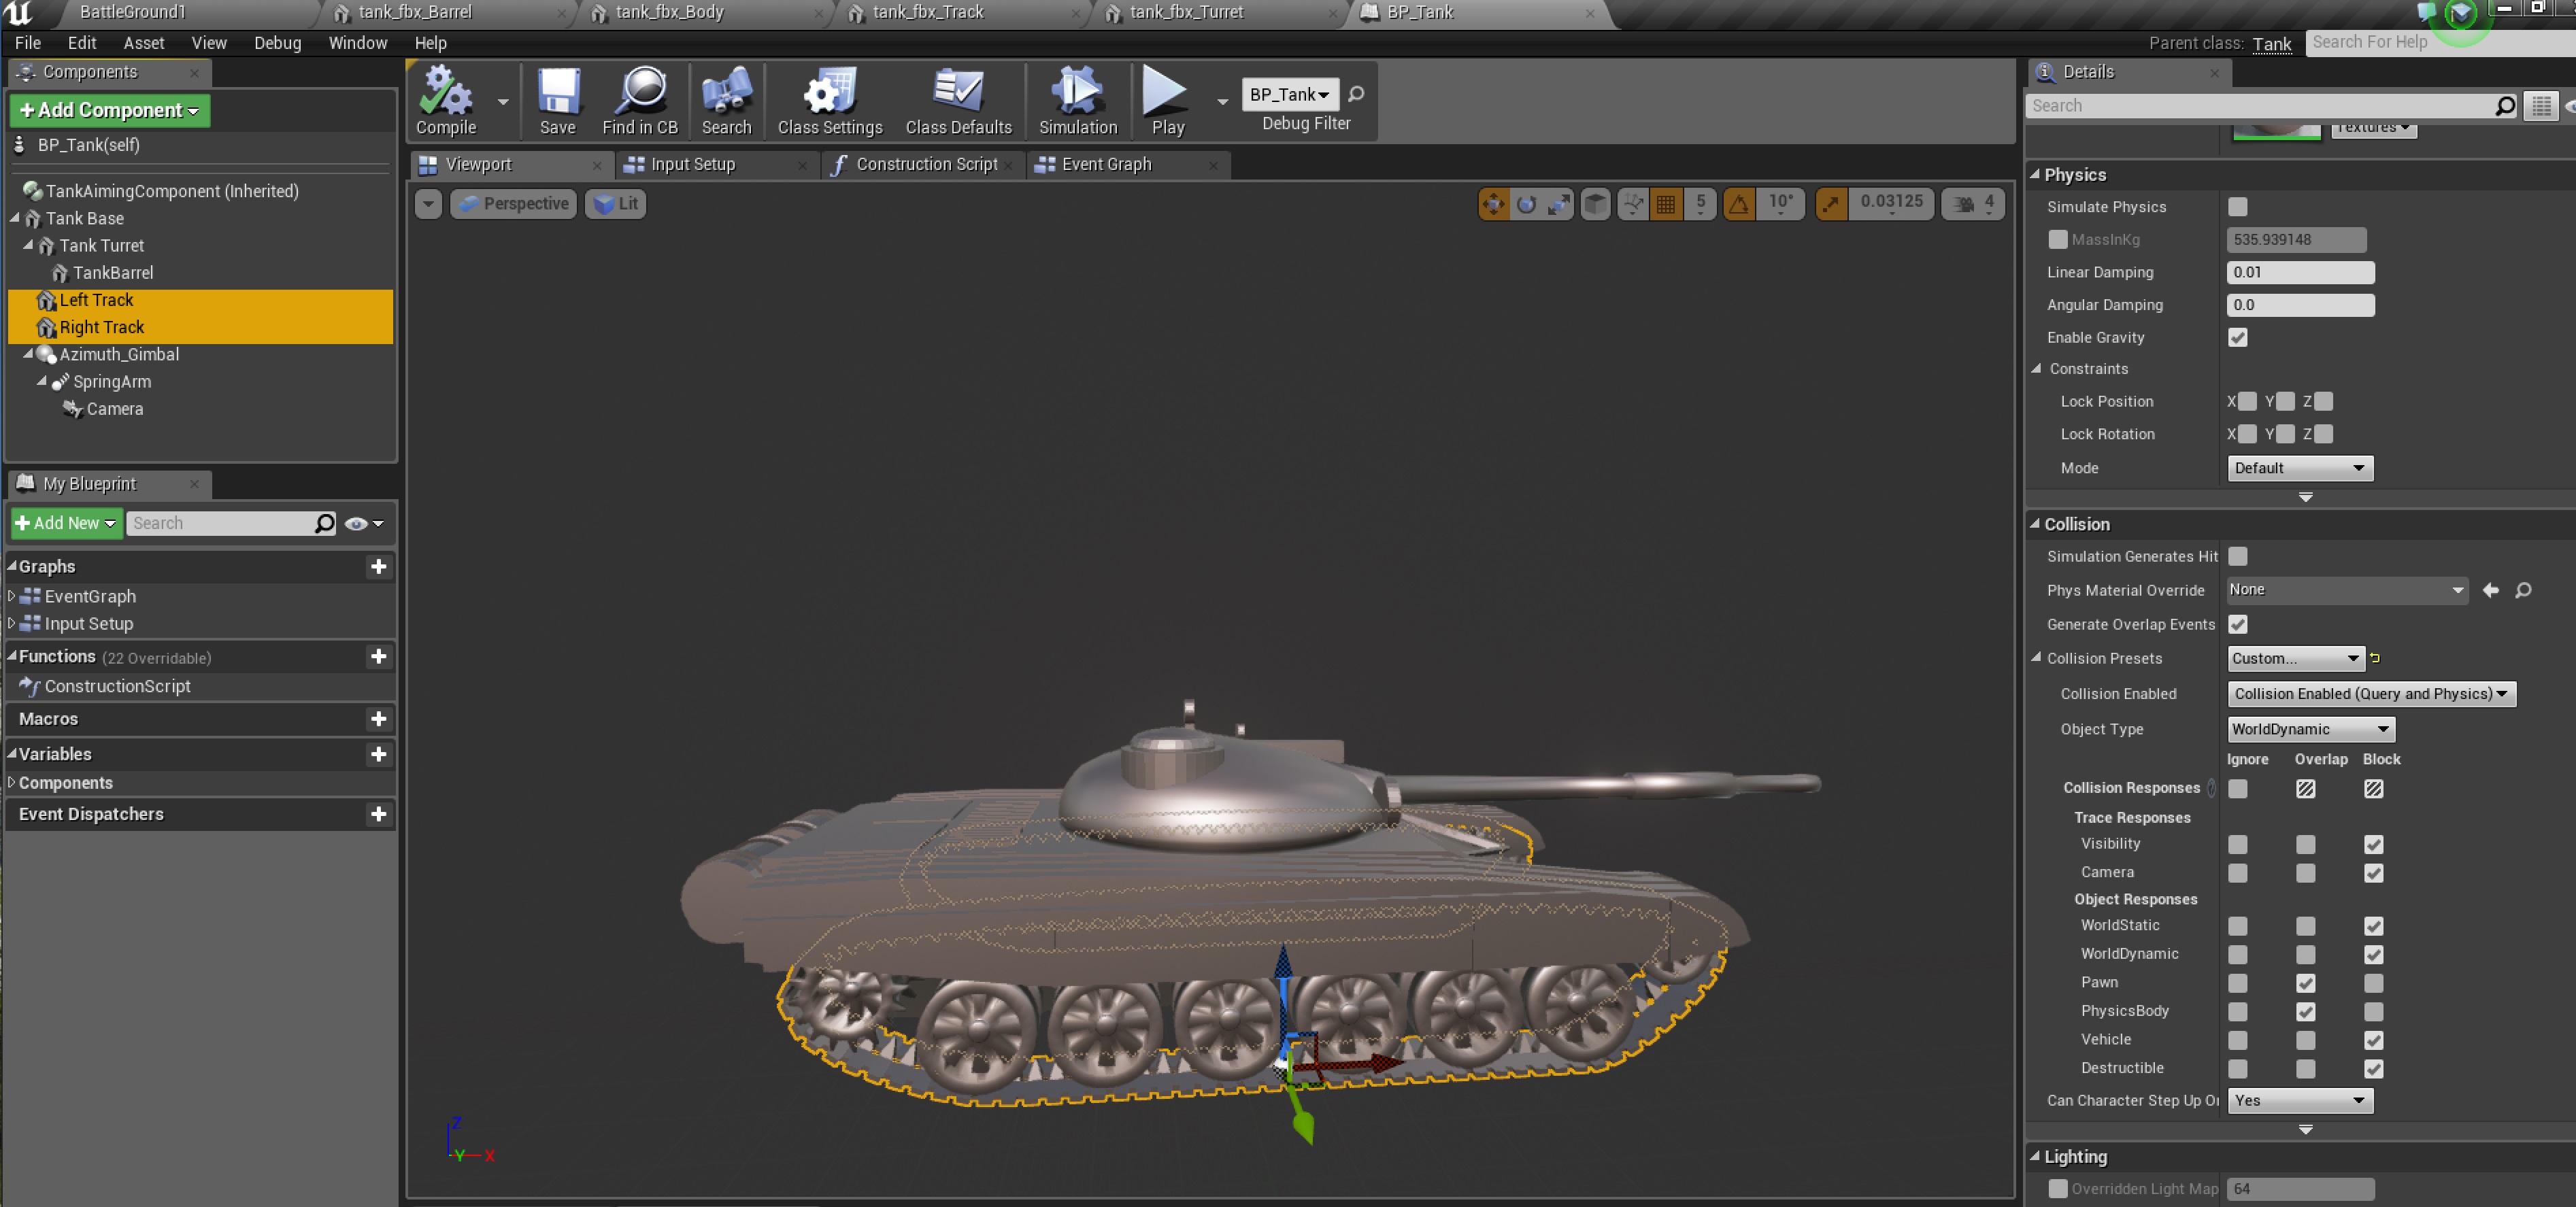 BattleGround1
tank_fbx_Barrel
tank_fbx_Body
tank_fbx_Track
tank_fbx_Turret
BP_Tank
File Edit Asset View Debug Window Help
Parent class: Tank
Search For Help
Components
+Add Component
BP_Tank(self)
TankAimingComponent (Inherited)
Tank Base
Tank Turret
TankBarrel
Left Track
Right Track
Azimuth_Gimbal
SpringArm
Camera
My Blueprint
+Add New
Search
Graphs
EventGraph
Input Setup
Functions (22 Overridable)
ConstructionScript
Macros
Variables
Components
Event Dispatchers
Compile
Save
Find in CB
Search
Class Settings
Class Defaults
Simulation
Play
BP_Tank
Debug Filter
Viewport
Input Setup
Construction Script
Event Graph
Perspective
Lit
5
10°
0.03125
4
Z
Y
X
Details
Search
Textures
Physics
Simulate Physics
MassInKg 535.939148
Linear Damping 0.01
Angular Damping 0.0
Enable Gravity
Constraints
Lock Position X Y Z
Lock Rotation X Y Z
Mode Default
Collision
Simulation Generates Hit
Phys Material Override None
Generate Overlap Events
Collision Presets Custom...
Collision Enabled Collision Enabled (Query and Physics)
Object Type WorldDynamic
Ignore Overlap Block
Collision Responses
Trace Responses
Visibility
Camera
Object Responses
WorldStatic
WorldDynamic
Pawn
PhysicsBody
Vehicle
Destructible
Can Character Step Up O Yes
Lighting
Overridden Light Map 64